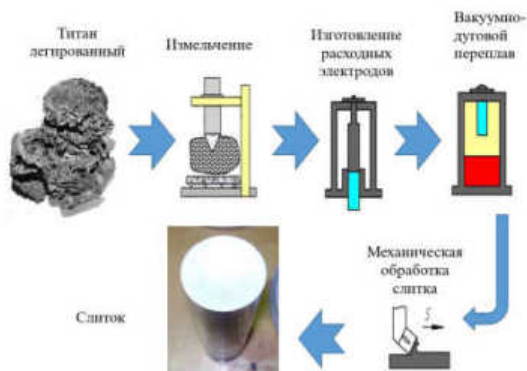 Титан
легированный
Измельчение
Изготовление
расходных
электродов
Вакуумно-
дуговой
переплав
Механическая
обработка
слитка
S
Слиток